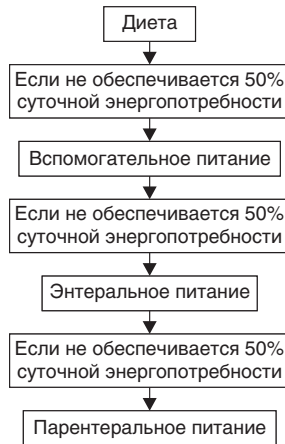 Диета
Если не обеспечивается 50%
суточной энергопотребности
Вспомогательное питание
Если не обеспечивается 50%
суточной энергопотребности
Энтеральное питание
Если не обеспечивается 50%
суточной энергопотребности
Парентеральное питание